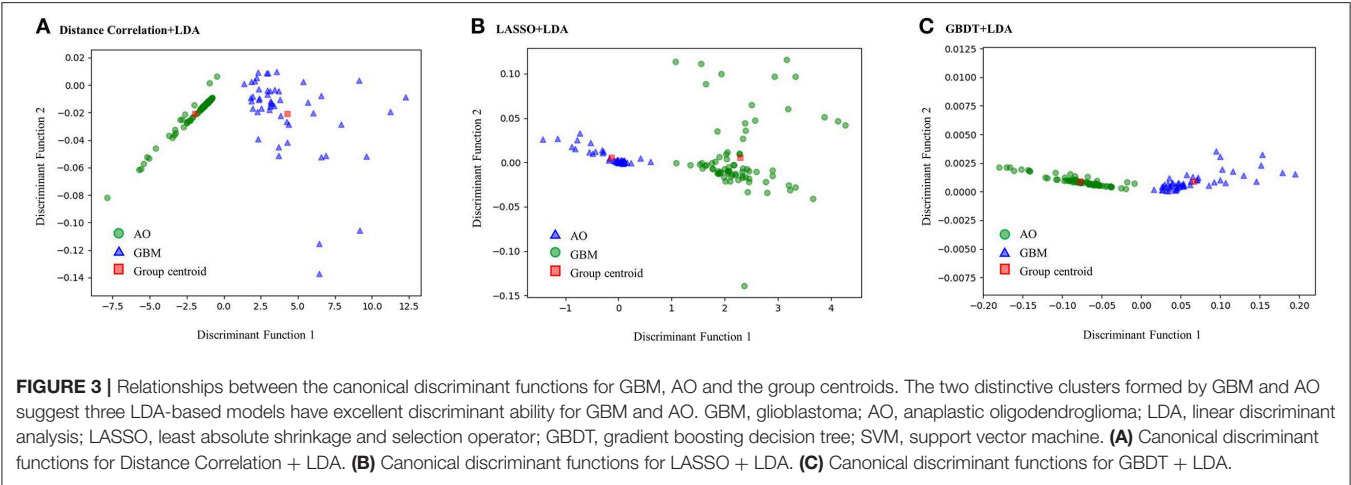 A Distance Correlation+LDA
0.02
0.00
−0.02
−0.04
−0.06
−0.08
−0.10
−0.12
−0.14
Discriminant Function 2
AO
GBM
Group centroid
−7.5 −5.0 −2.5 0.0 2.5 5.0 7.5 10.0 12.5
Discriminant Function 1
B LASSO+LDA
0.10
0.05
0.00
−0.05
−0.10
−0.15
Discriminant Function 2
AO
GBM
Group centroid
−1 0 1 2 3 4
Discriminant Function 1
C GBDT+LDA
0.0125
0.0100
0.0075
0.0050
0.0025
0.0000
−0.0025
−0.0050
−0.0075
Discriminant Function 2
AO
GBM
Group centroid
−0.20 −0.15 −0.10 −0.05 0.00 0.05 0.10 0.15 0.20
Discriminant Function 1
FIGURE 3 | Relationships between the canonical discriminant functions for GBM, AO and the group centroids. The two distinctive clusters formed by GBM and AO
suggest three LDA-based models have excellent discriminant ability for GBM and AO. GBM, glioblastoma; AO, anaplastic oligodendroglioma; LDA, linear discriminant
analysis; LASSO, least absolute shrinkage and selection operator; GBDT, gradient boosting decision tree; SVM, support vector machine. (A) Canonical discriminant
functions for Distance Correlation + LDA. (B) Canonical discriminant functions for LASSO + LDA. (C) Canonical discriminant functions for GBDT + LDA.